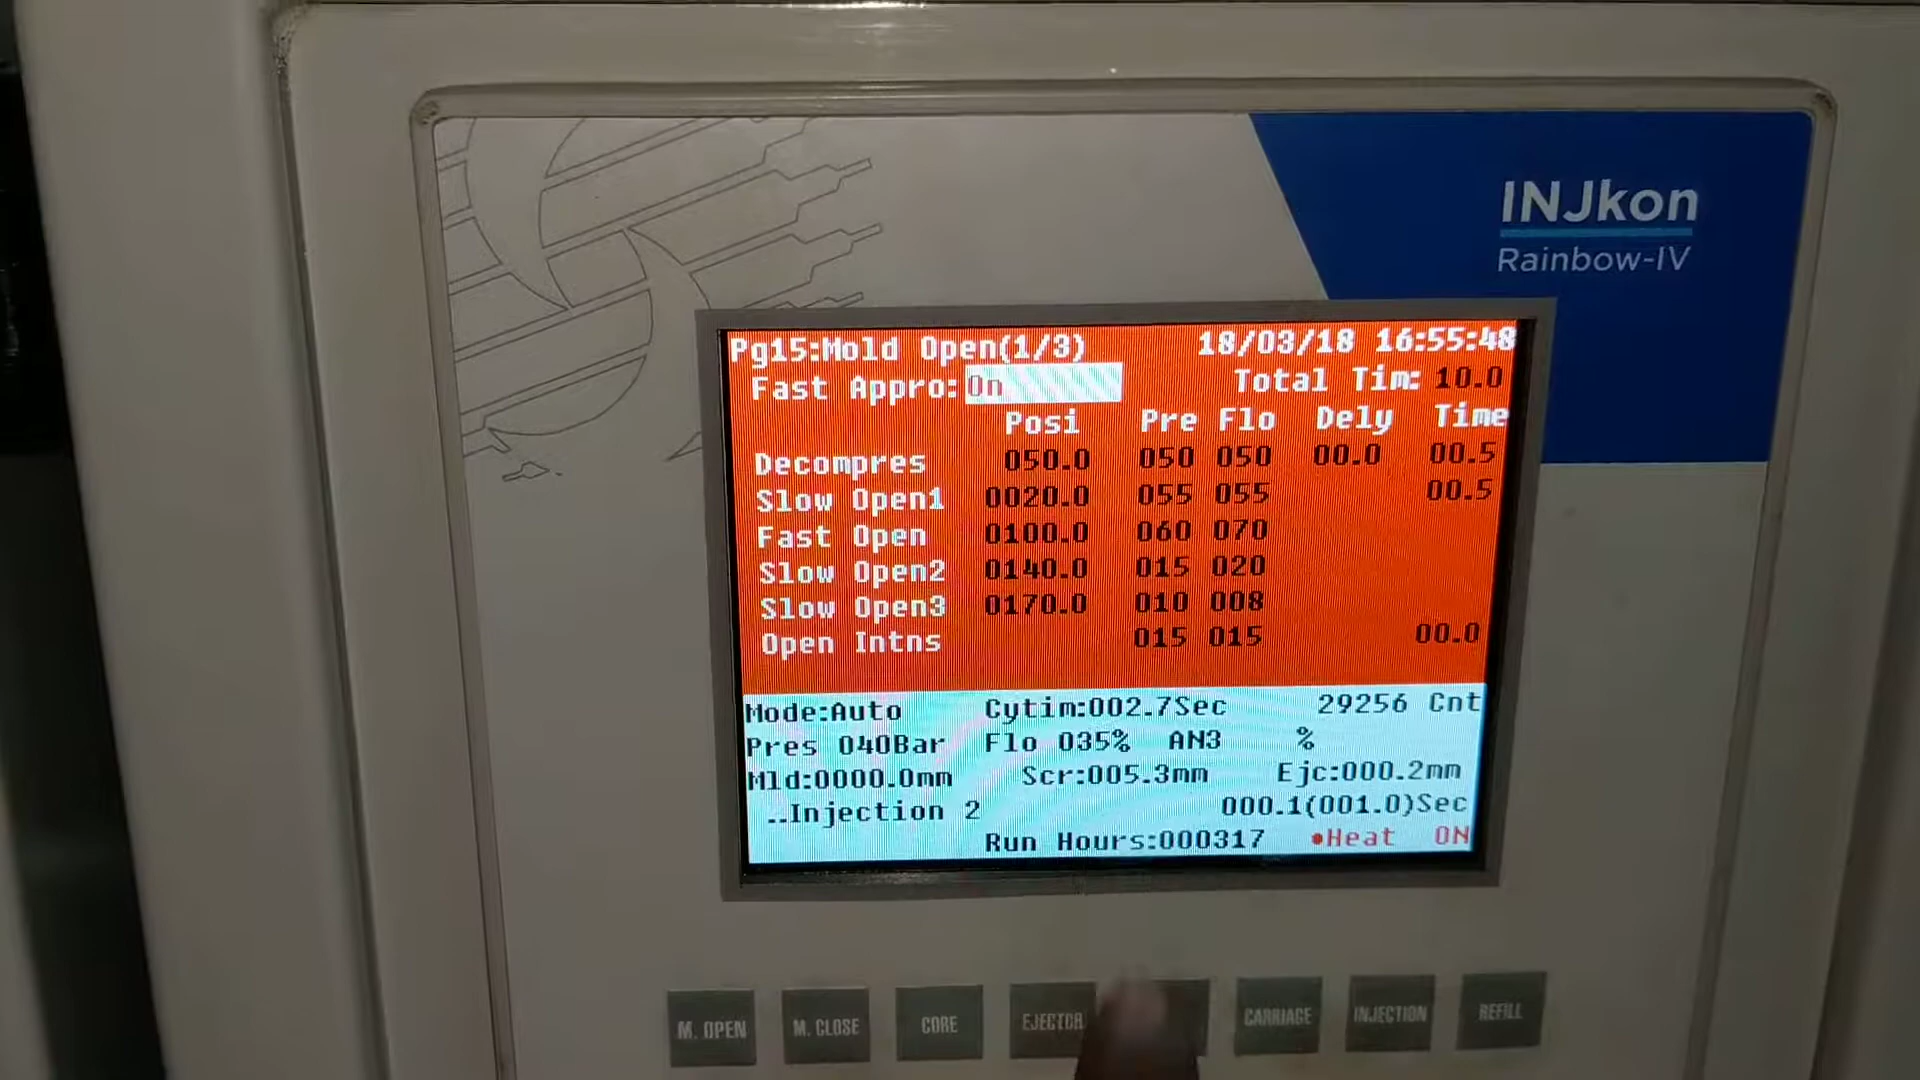 INJkon
Rainbow-IV
Pg15:Mold Open(1/3) 18/03/18 16:55:48
Fast Appro:On Total Tim:10.0
Posi Pre Flo Dely Time
Decompres 050.0 050 050 00.0 00.5
Slow Open1 0020.0 055 055 00.5
Fast Open 0100.0 060 070
Slow Open2 0140.0 015 020
Slow Open3 0170.0 010 008
Open Intns 015 015 00.0
Mode:Auto Cytim:002.7Sec 29256 Cnt
Pres 040Bar Flo 035% AN3 %
Mld:0000.0mm Scr:005.3mm Ejc:000.2mm
..Injection 2 000.1(001.0)Sec
Run Hours:000317 •Heat ON
M. OPEN M. CLOSE CORE EJECTOR CARRIAGE INJECTION REFILL